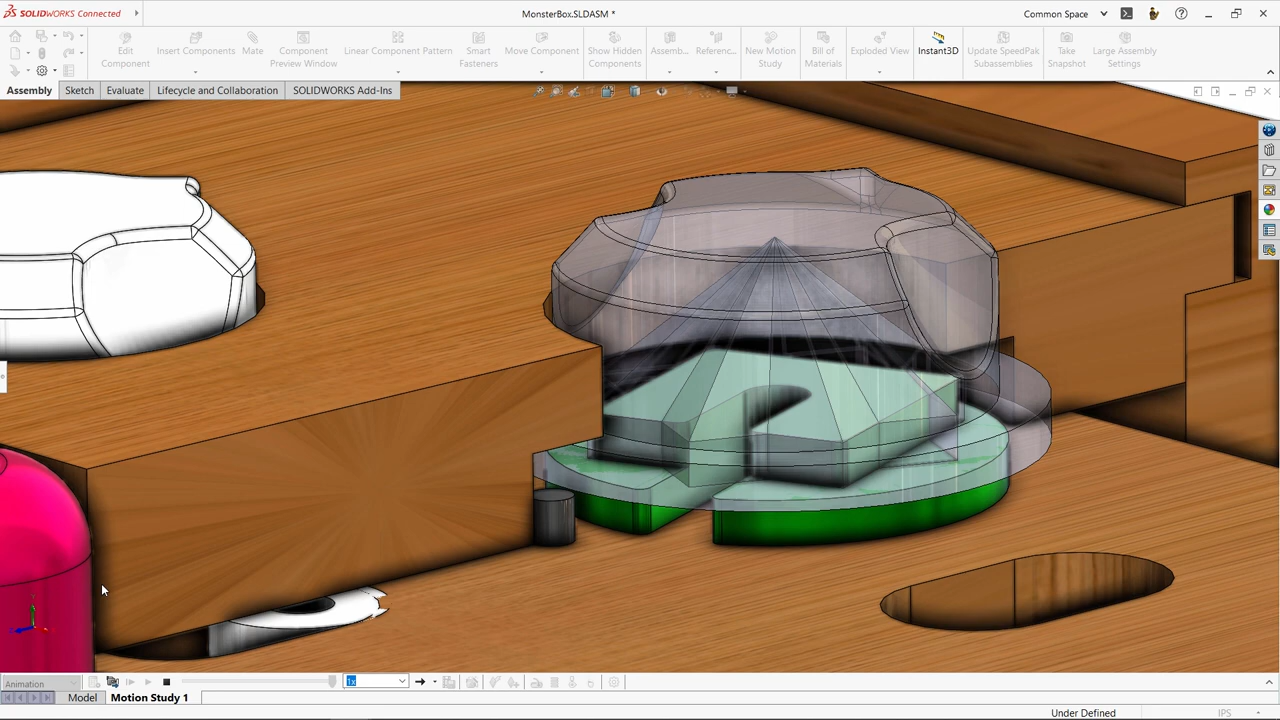 SOLIDWORKS Connected
MonsterBox.SLDASM *
Common Space
Edit Component
Insert Components
Mate
Component Preview Window
Linear Component Pattern
Smart Fasteners
Move Component
Show Hidden Components
Assemb...
Referenc...
New Motion Study
Bill of Materials
Exploded View
Instant3D
Update SpeedPak Subassemblies
Take Snapshot
Large Assembly Settings
Assembly
Sketch
Evaluate
Lifecycle and Collaboration
SOLIDWORKS Add-Ins
Animation
1x
Model
Motion Study 1
Under Defined
IPS